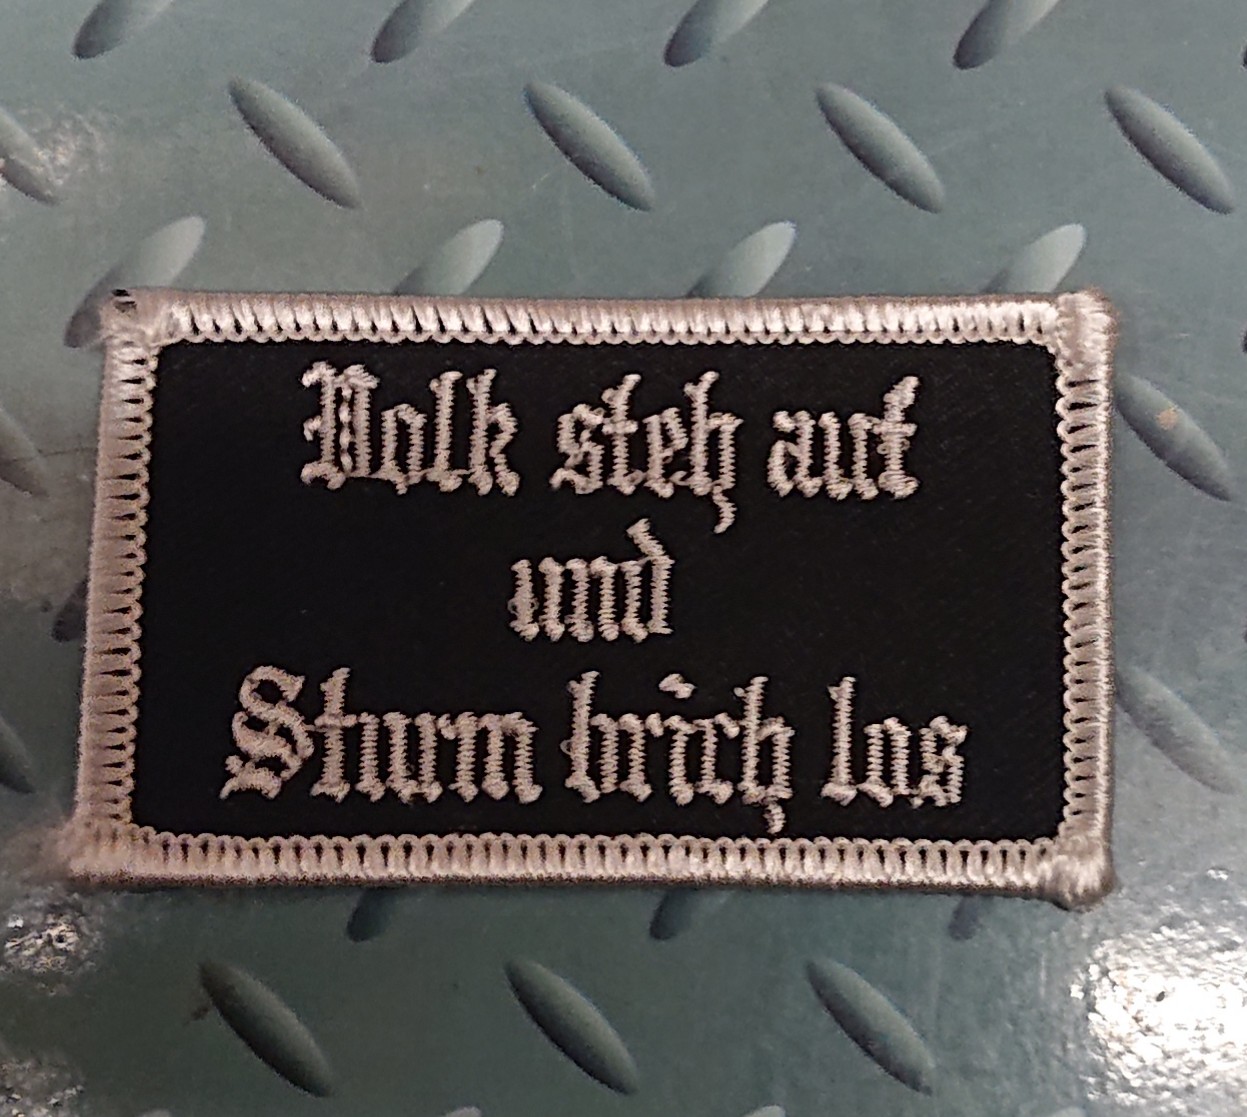 Volk steh auf
und
Sturm brich los